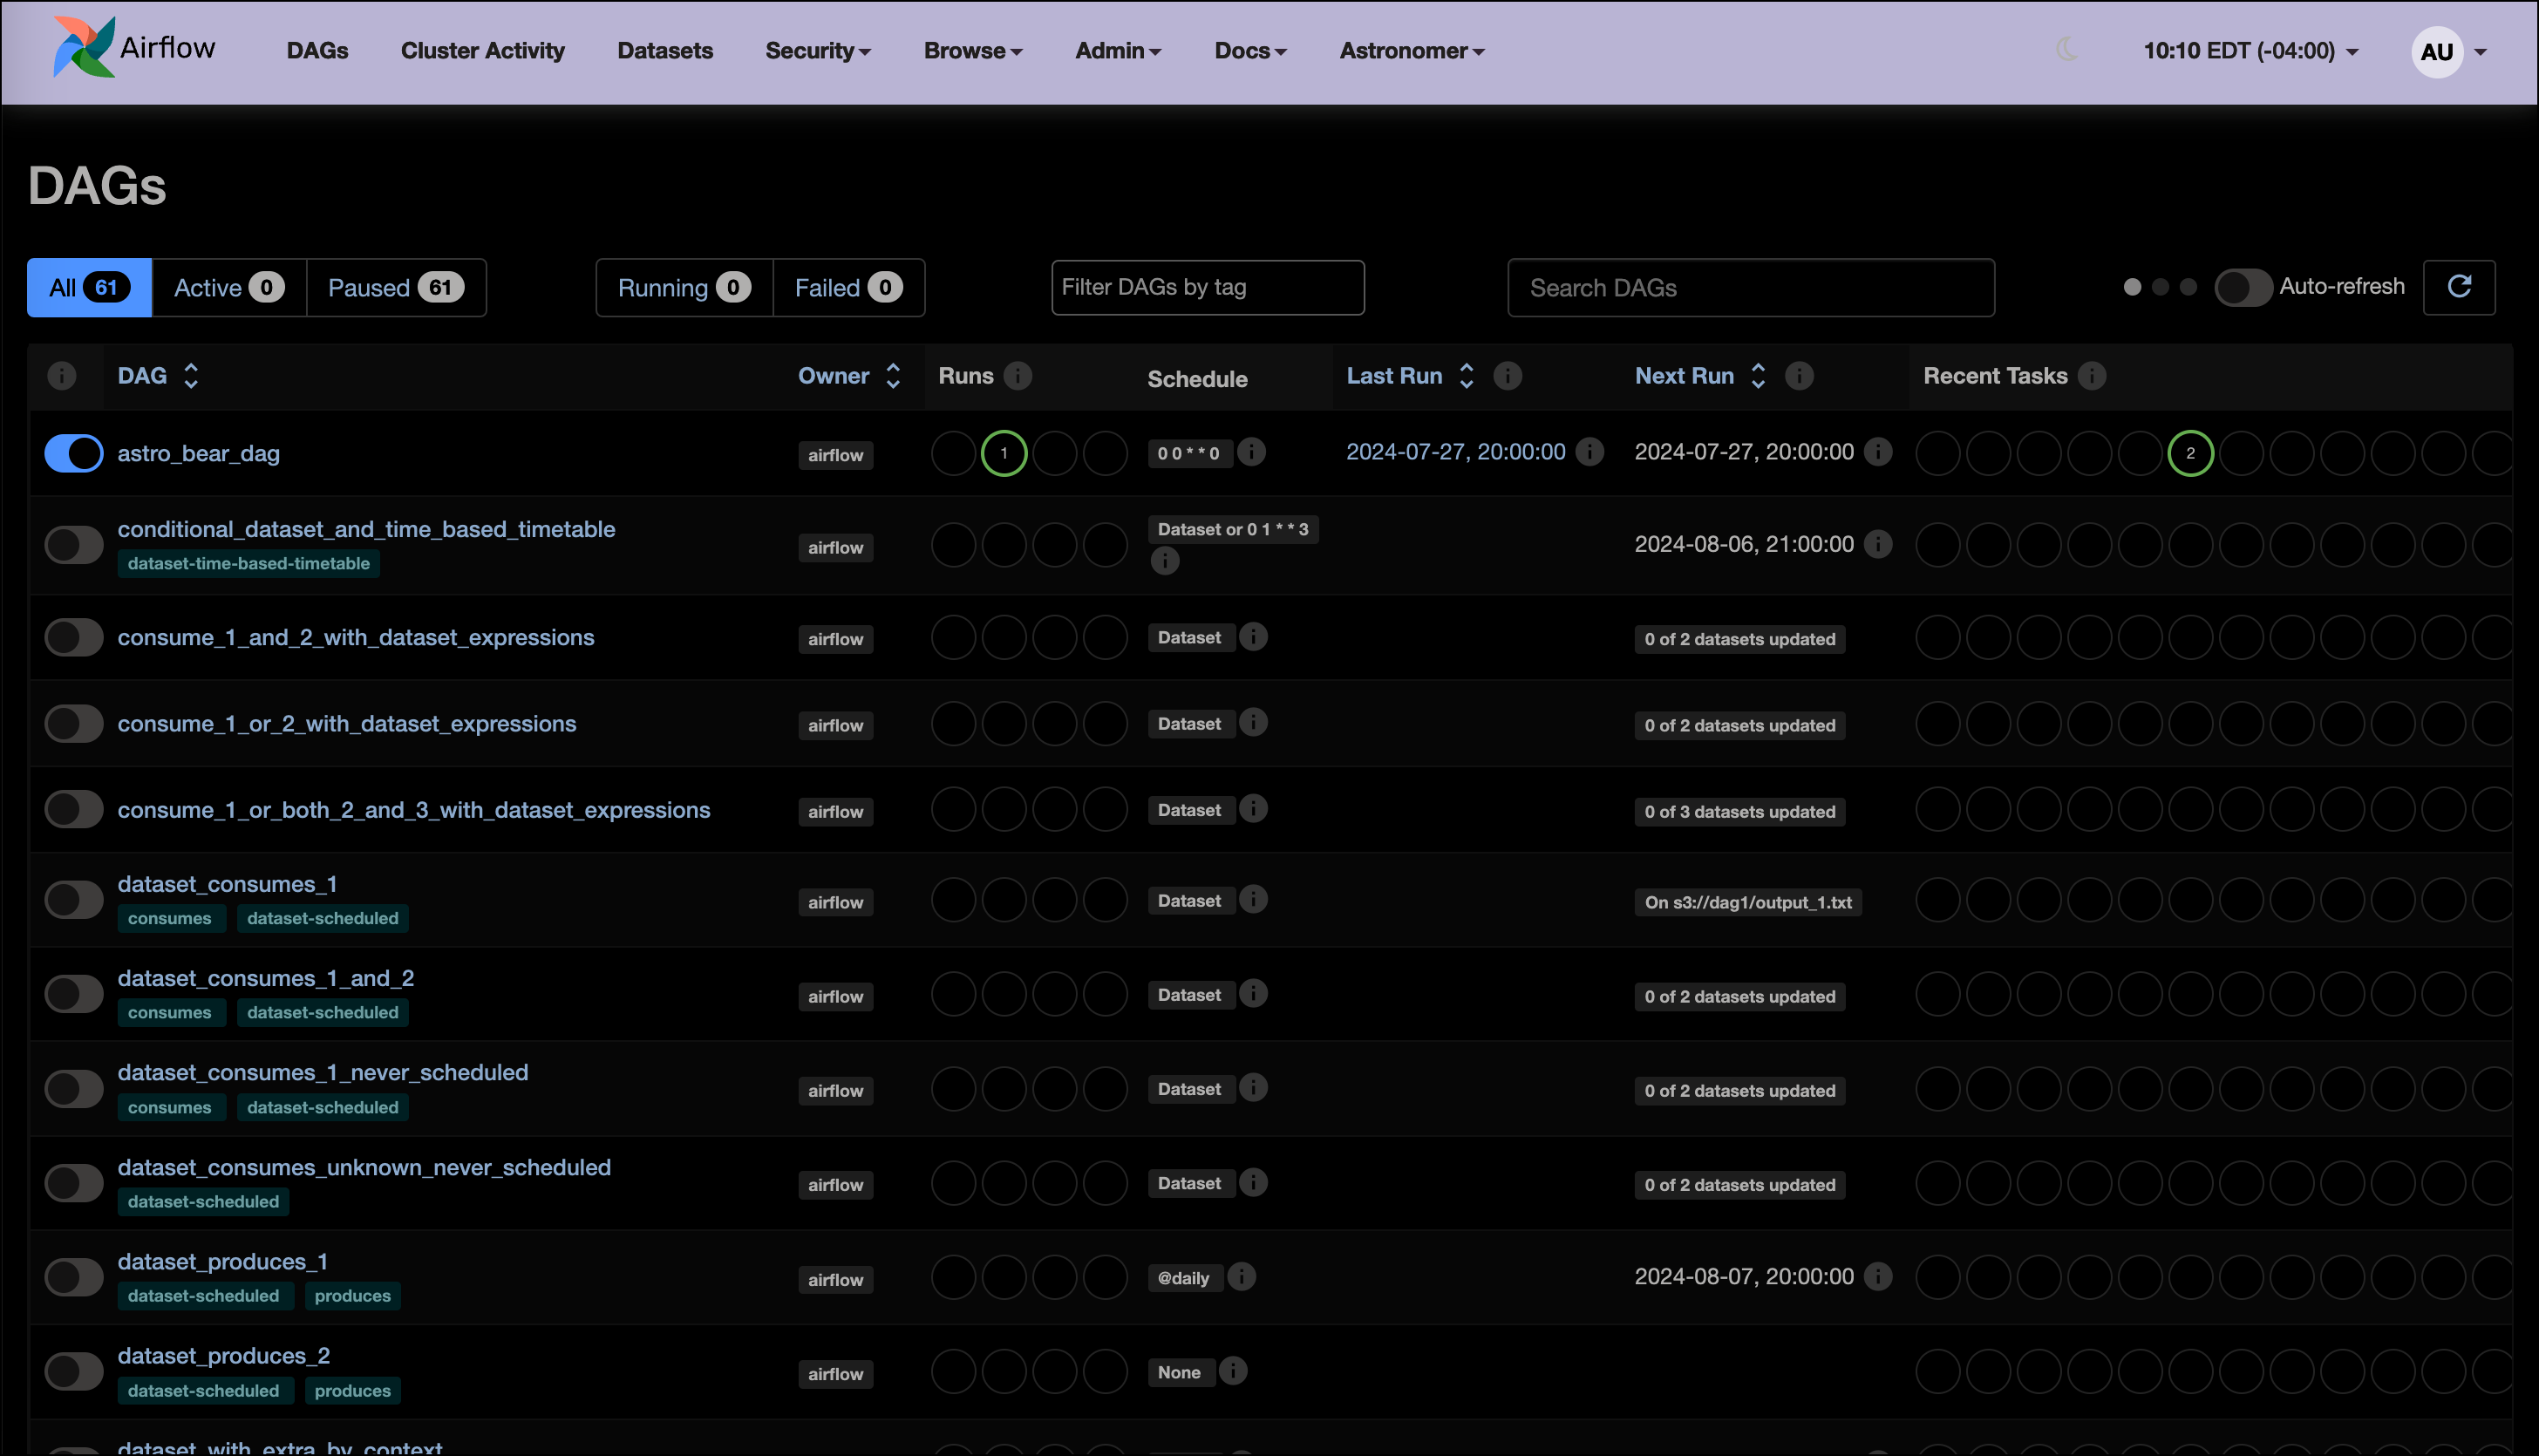 Airflow DAGs Cluster Activity Datasets Security Browse Admin Docs Astronomer 10:10 EDT (-04:00) AU
DAGs
All 61 Active 0 Paused 61 Running 0 Failed 0 Filter DAGs by tag Search DAGs Auto-refresh
DAG Owner Runs Schedule Last Run Next Run Recent Tasks
astro_bear_dag airflow 1 0 0 * * 0 2024-07-27, 20:00:00 2024-07-27, 20:00:00 2
conditional_dataset_and_time_based_timetable airflow Dataset or 0 1 * * 3 2024-08-06, 21:00:00
dataset-time-based-timetable
consume_1_and_2_with_dataset_expressions airflow Dataset 0 of 2 datasets updated
consume_1_or_2_with_dataset_expressions airflow Dataset 0 of 2 datasets updated
consume_1_or_both_2_and_3_with_dataset_expressions airflow Dataset 0 of 3 datasets updated
dataset_consumes_1 airflow Dataset On s3://dag1/output_1.txt
consumes dataset-scheduled
dataset_consumes_1_and_2 airflow Dataset 0 of 2 datasets updated
consumes dataset-scheduled
dataset_consumes_1_never_scheduled airflow Dataset 0 of 2 datasets updated
consumes dataset-scheduled
dataset_consumes_unknown_never_scheduled airflow Dataset 0 of 2 datasets updated
dataset-scheduled
dataset_produces_1 airflow @daily 2024-08-07, 20:00:00
dataset-scheduled produces
dataset_produces_2 airflow None
dataset-scheduled produces
dataset_with_extra_by_context